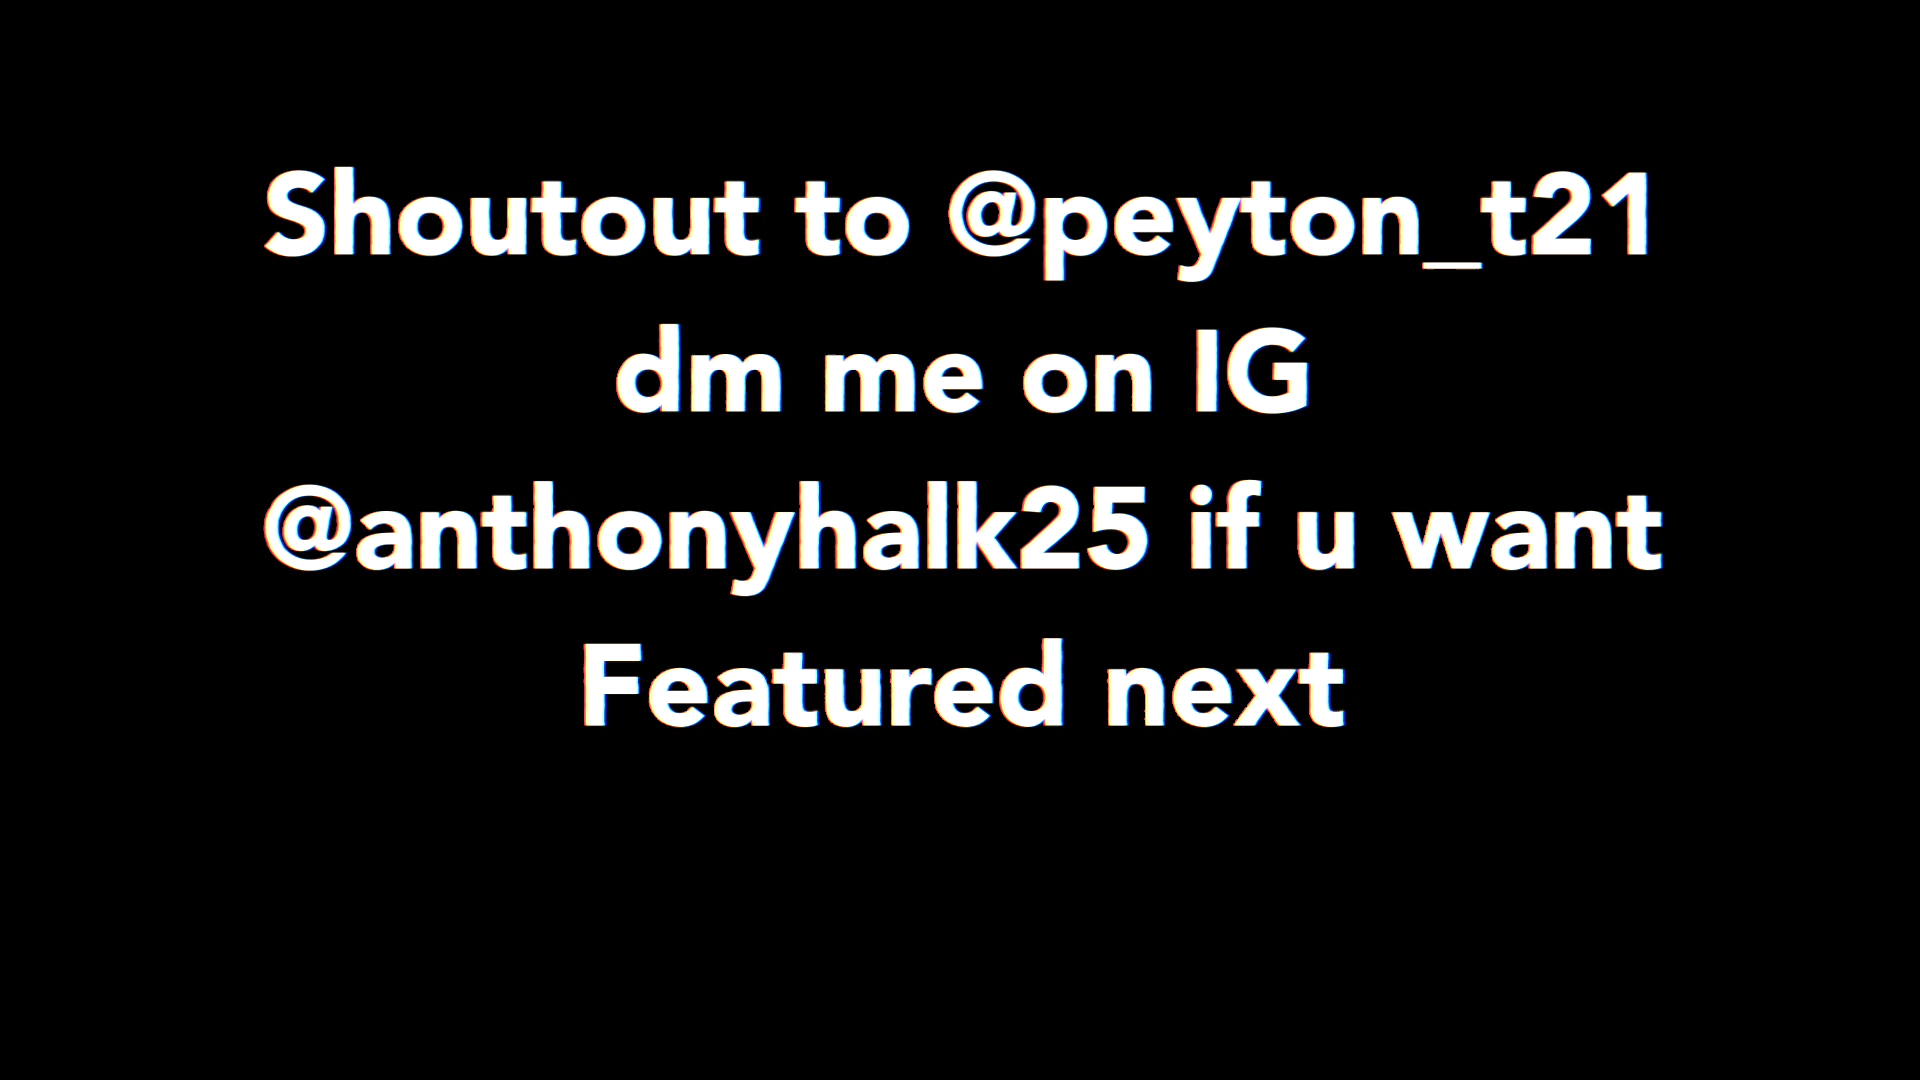 Shoutout to @peyton_t21
dm me on IG
@anthonyhalk25 if u want
Featured next